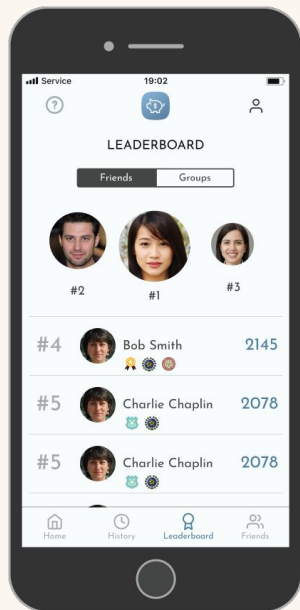 Service 19:02
LEADERBOARD
Friends Groups
#2 #1 #3
#4 Bob Smith 2145
#5 Charlie Chaplin 2078
#5 Charlie Chaplin 2078
Home History Leaderboard Friends